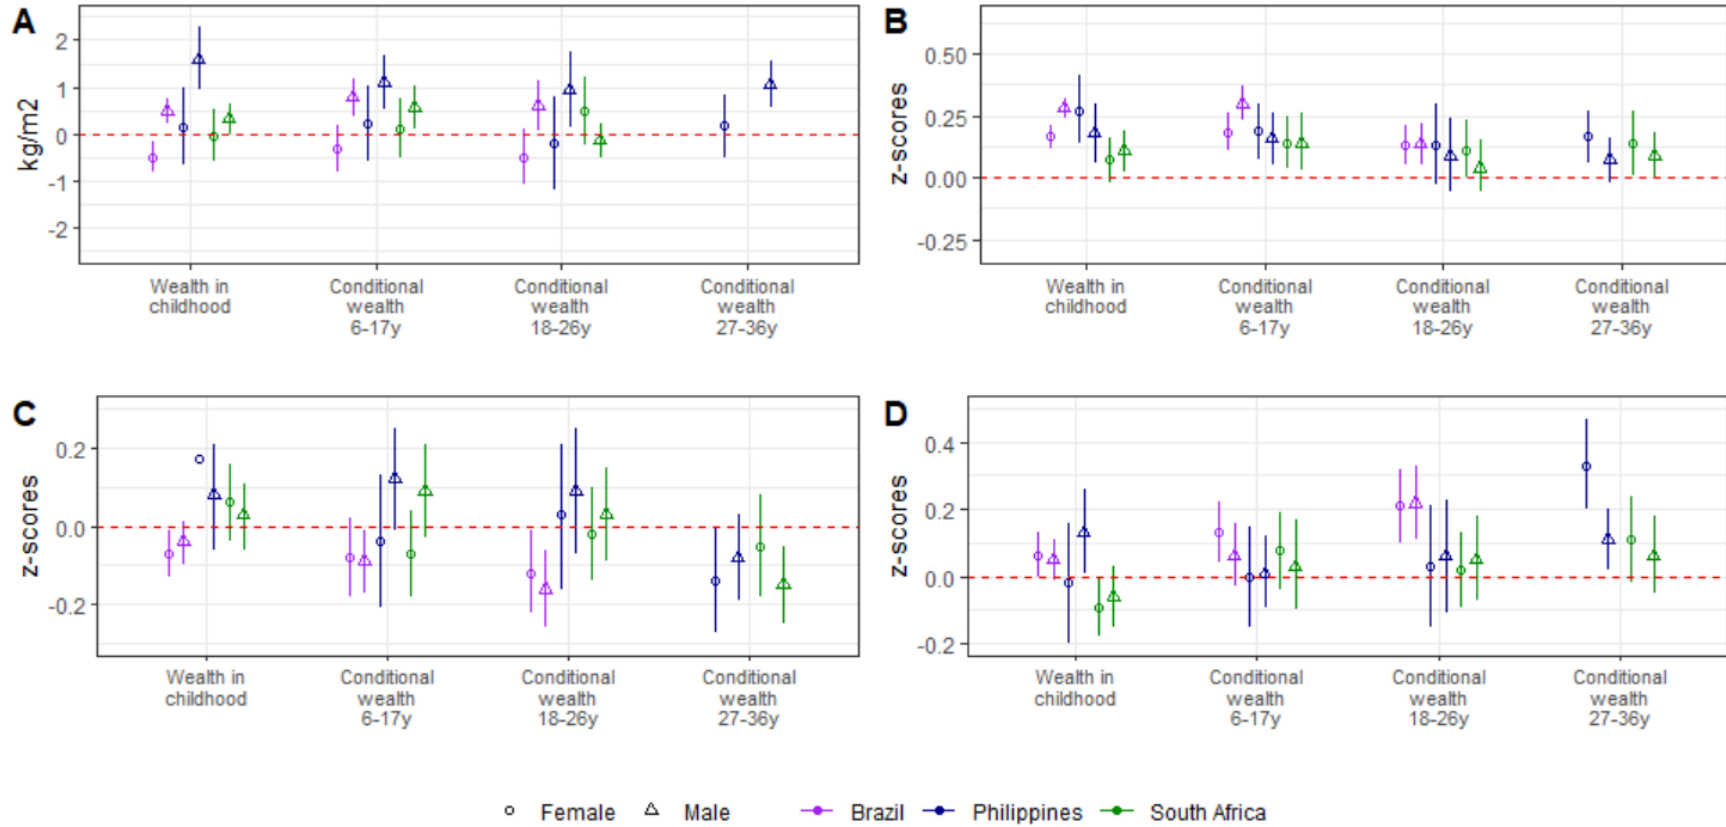 A
kg/m2
2
1
0
-1
-2
Wealth in
childhood
Conditional
wealth
6-17y
Conditional
wealth
18-26y
Conditional
wealth
27-36y
B
z-scores
0.50
0.25
0.00
-0.25
Wealth in
childhood
Conditional
wealth
6-17y
Conditional
wealth
18-26y
Conditional
wealth
27-36y
C
z-scores
0.2
0.0
-0.2
Wealth in
childhood
Conditional
wealth
6-17y
Conditional
wealth
18-26y
Conditional
wealth
27-36y
D
z-scores
0.4
0.2
0.0
-0.2
Wealth in
childhood
Conditional
wealth
6-17y
Conditional
wealth
18-26y
Conditional
wealth
27-36y
Female Male Brazil Philippines South Africa